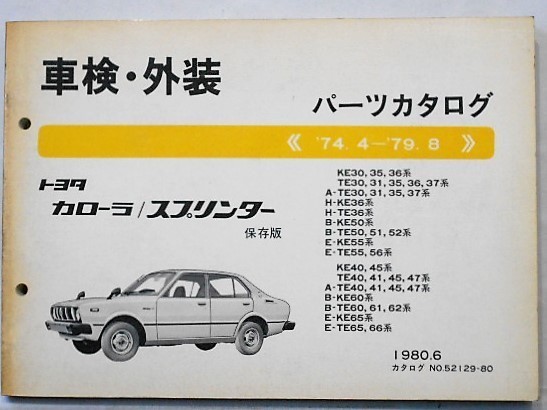 車検・外装
パーツカタログ
《 '74. 4−'79. 8 》
トヨタ
カローラ/スプリンター
保存版
KE30, 35, 36系
TE30, 31, 35, 36, 37系
A-TE30, 31, 35, 37系
H-KE36系
H-TE36系
B-KE50系
B-TE50, 51, 52系
E-KE55系
E-TE55, 56系
KE40, 45系
TE40, 41, 45, 47系
A-TE40, 41, 45, 47系
B-KE60系
B-TE60, 61, 62系
E-KE65系
E-TE65, 66系
1980.6
カタログ NO.52129-80